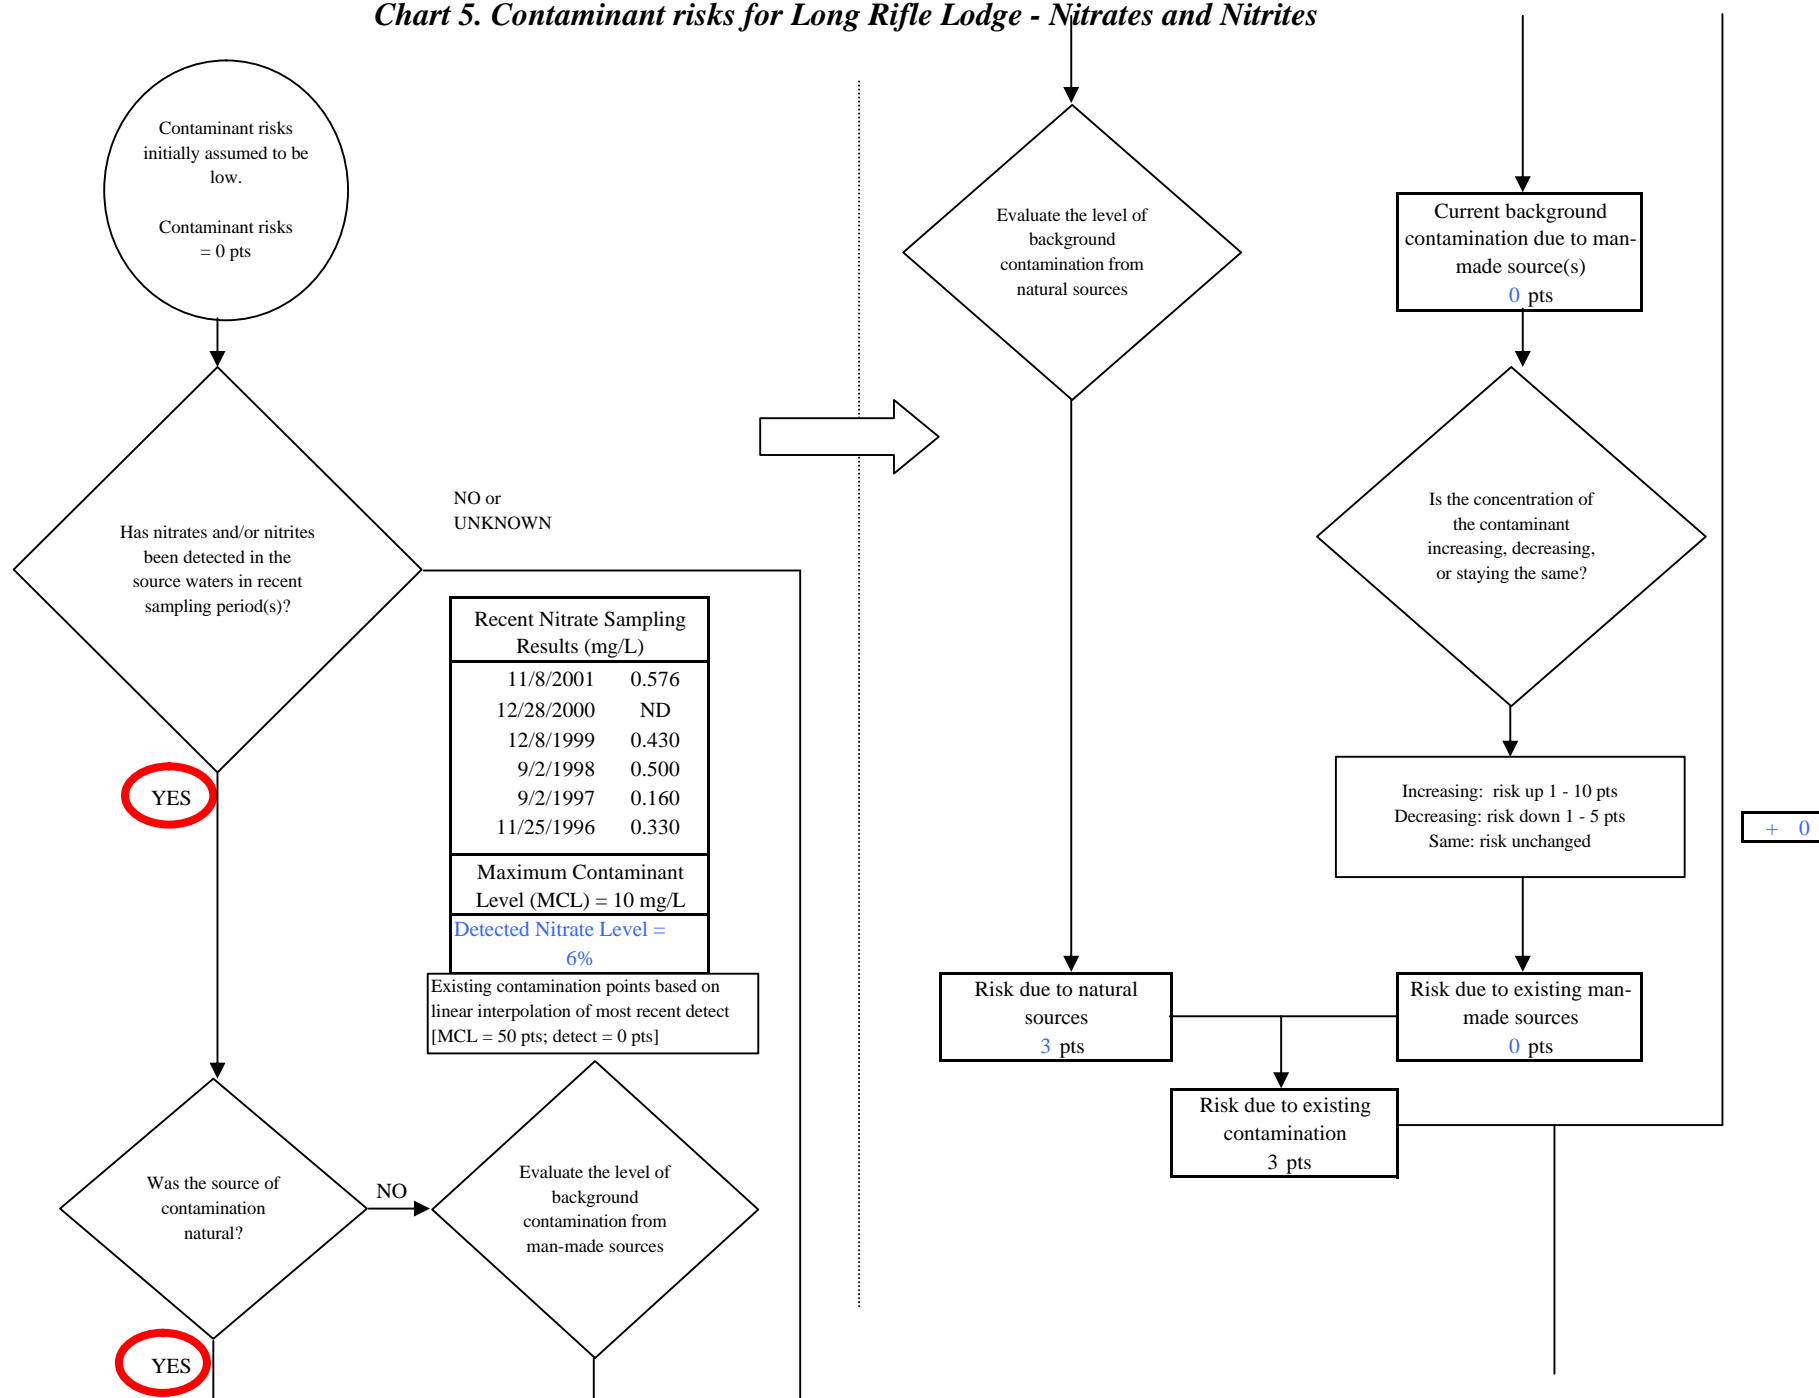 Chart 5. Contaminant risks for Long Rifle Lodge - Nitrates and Nitrites
Contaminant risks
initially assumed to be
low.
Contaminant risks
= 0 pts
Has nitrates and/or nitrites
been detected in the
source waters in recent
sampling period(s)?
NO or
UNKNOWN
YES
Recent Nitrate Sampling
Results (mg/L)
11/8/2001 0.576
12/28/2000 ND
12/8/1999 0.430
9/2/1998 0.500
9/2/1997 0.160
11/25/1996 0.330
Maximum Contaminant
Level (MCL) = 10 mg/L
Detected Nitrate Level =
6%
Existing contamination points based on
linear interpolation of most recent detect
[MCL = 50 pts; detect = 0 pts]
Was the source of
contamination
natural?
NO
Evaluate the level of
background
contamination from
man-made sources
YES
Evaluate the level of
background
contamination from
natural sources
Current background
contamination due to man-
made source(s)
0 pts
Is the concentration of
the contaminant
increasing, decreasing,
or staying the same?
Increasing: risk up 1 - 10 pts
Decreasing: risk down 1 - 5 pts
Same: risk unchanged
+ 0
Risk due to natural
sources
3 pts
Risk due to existing man-
made sources
0 pts
Risk due to existing
contamination
3 pts